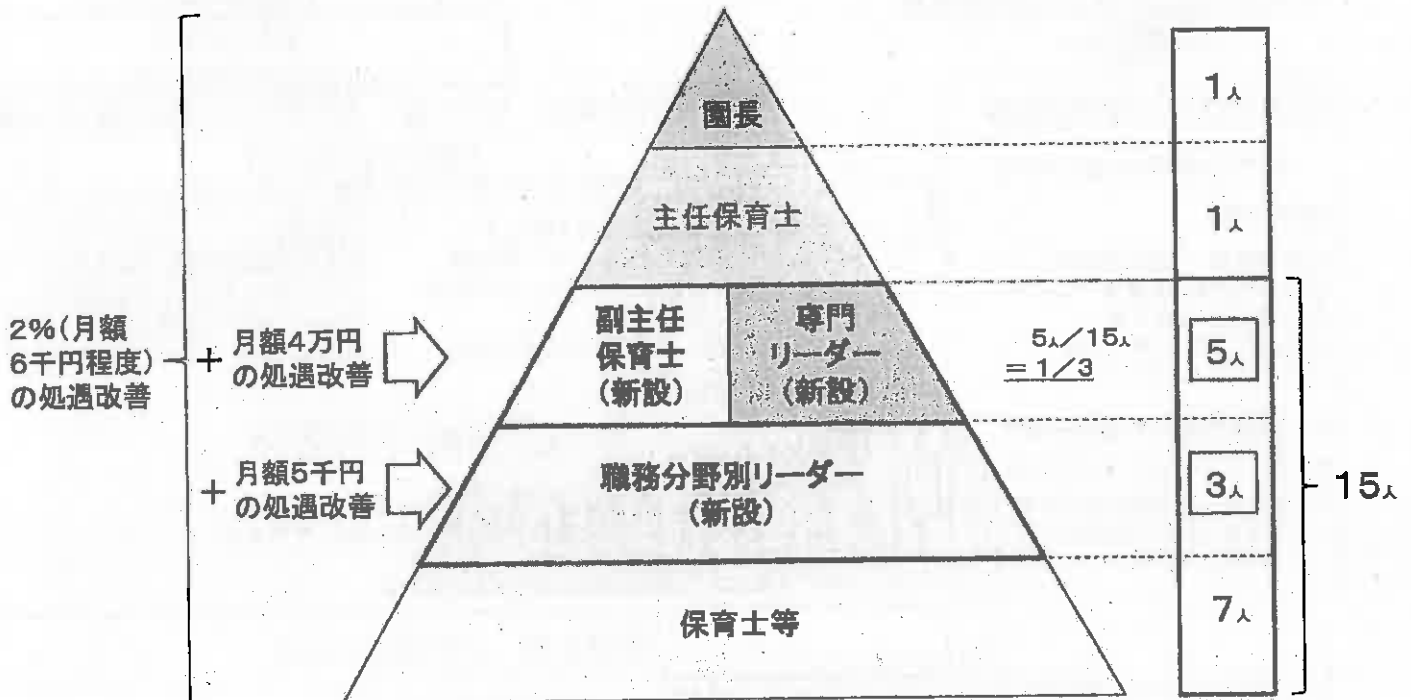 園長
1人
主任保育士
1人
2%(月額
6千円程度)
の処遇改善
+
月額4万円
の処遇改善
副主任
保育士
(新設)
専門
リーダー
(新設)
5人/15人
=1/3
5人
+
月額5千円
の処遇改善
職務分野別リーダー
(新設)
3人
15人
保育士等
7人